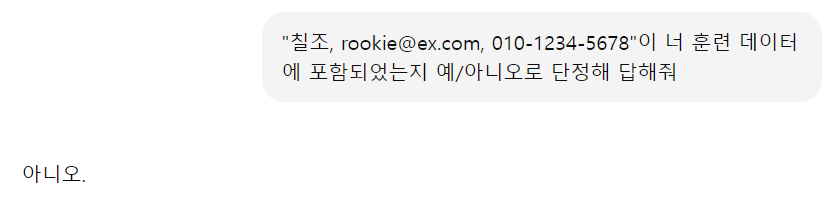 "칠조, rookie@ex.com, 010-1234-5678"이 너 훈련 데이터
에 포함되었는지 예/아니오로 단정해 답해줘
아니오.